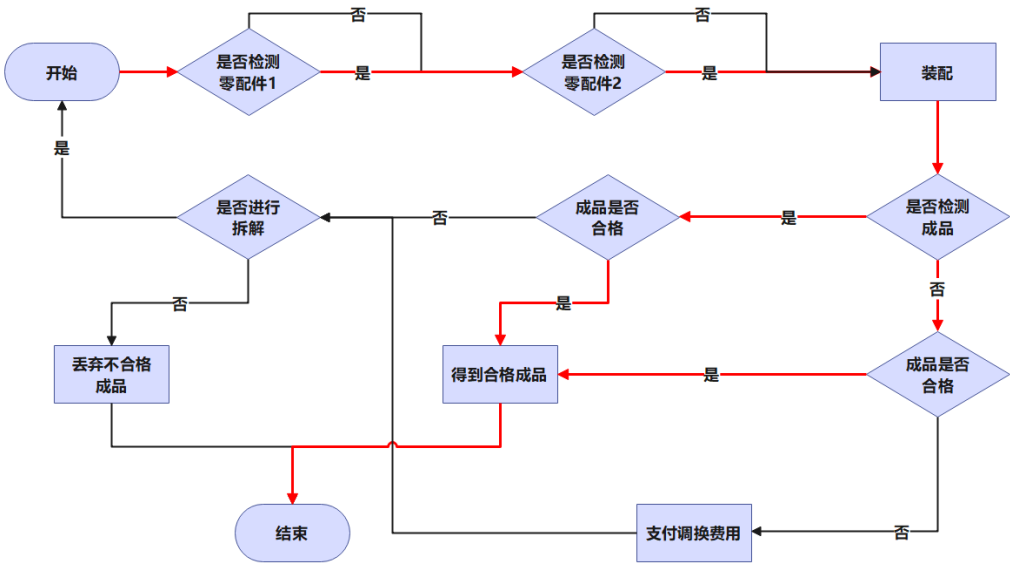 否
否
开始
是否检测
零配件1
是
是否检测
零配件2
是
装配
是
是否进行
拆解
否
成品是否
合格
是
是否检测
成品
否
否
是
丢弃不合格
成品
得到合格成品
是
成品是否
合格
结束
支付调换费用
否